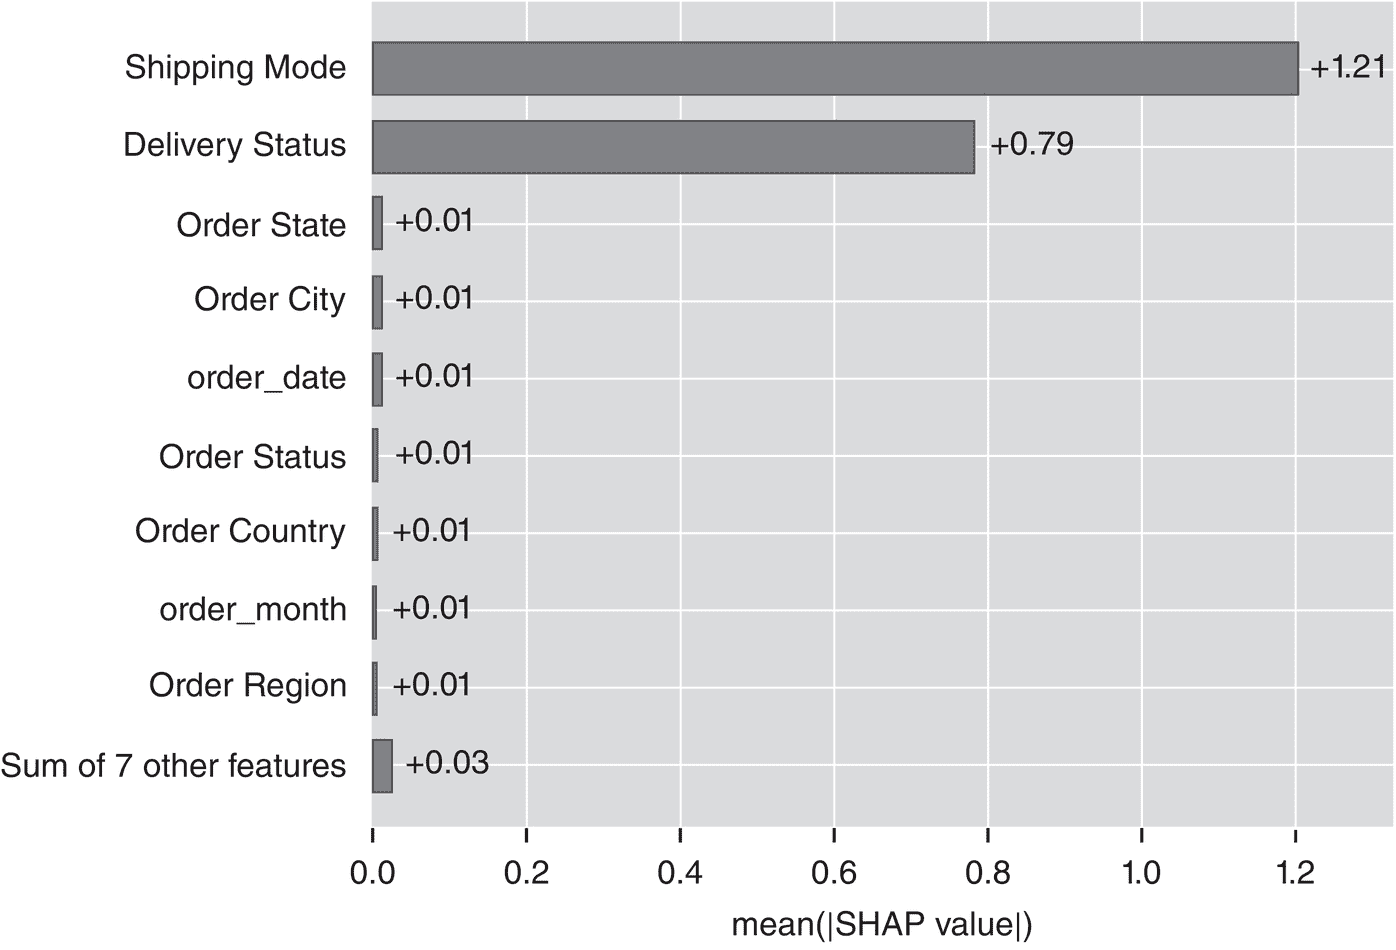 Shipping Mode +1.21
Delivery Status +0.79
Order State +0.01
Order City +0.01
order_date +0.01
Order Status +0.01
Order Country +0.01
order_month +0.01
Order Region +0.01
Sum of 7 other features +0.03
0.0 0.2 0.4 0.6 0.8 1.0 1.2
mean(|SHAP value|)